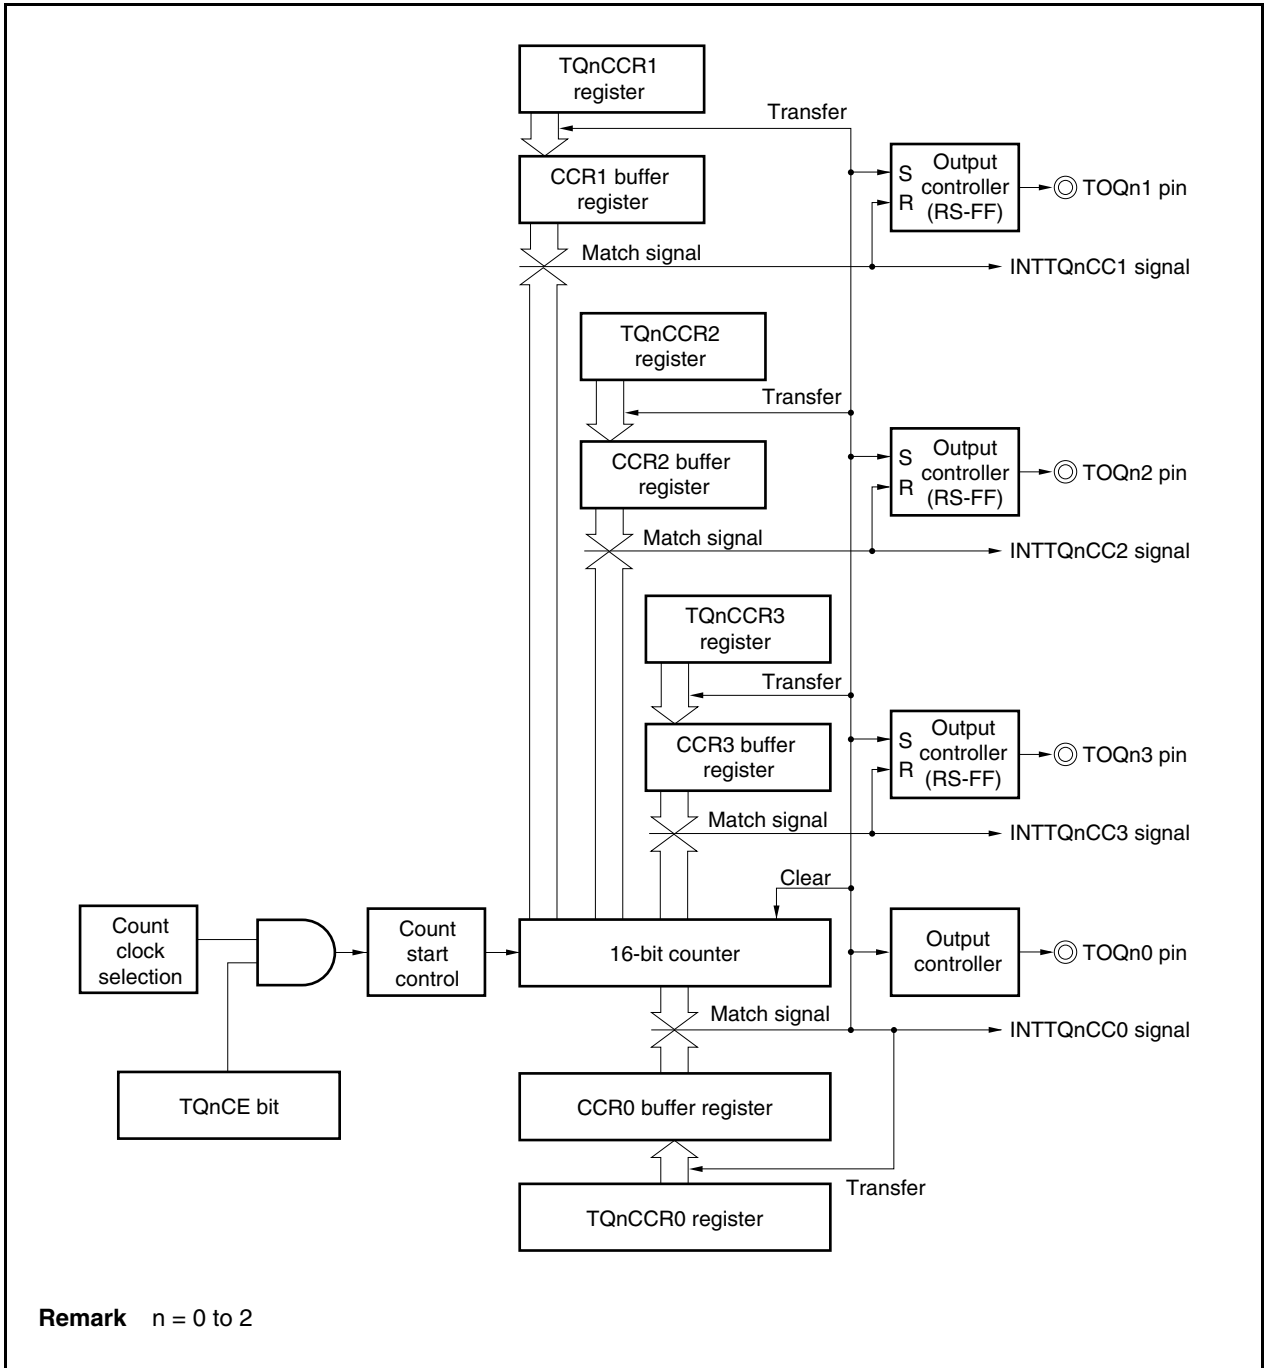 TQnCCR1
register
Transfer
CCR1 buffer
register
S
R
Output
controller
(RS-FF)
TOQn1 pin
Match signal
INTTQnCC1 signal
TQnCCR2
register
Transfer
CCR2 buffer
register
S
R
Output
controller
(RS-FF)
TOQn2 pin
Match signal
INTTQnCC2 signal
TQnCCR3
register
Transfer
CCR3 buffer
register
S
R
Output
controller
(RS-FF)
TOQn3 pin
Match signal
INTTQnCC3 signal
Clear
Count
clock
selection
Count
start
control
16-bit counter
Output
controller
TOQn0 pin
Match signal
INTTQnCC0 signal
TQnCE bit
CCR0 buffer register
Transfer
TQnCCR0 register
Remark n = 0 to 2